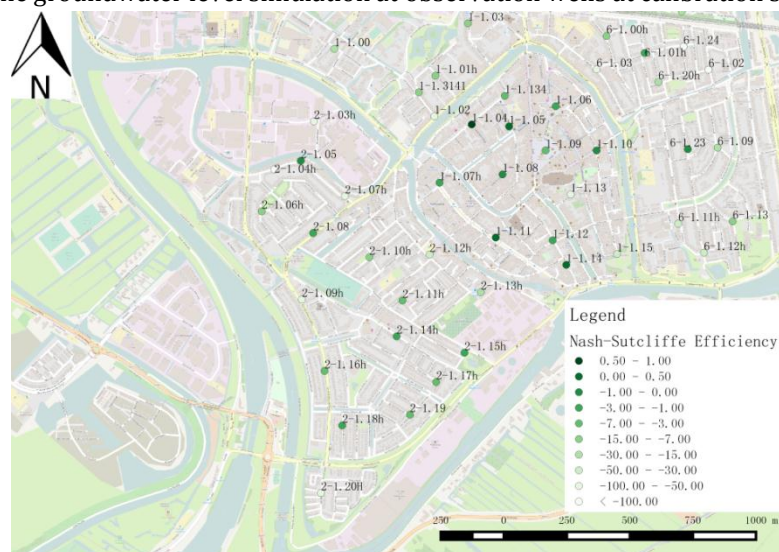 1-1.03
1-1.00
6-1.00h
6-1.24
6-1.01h
6-1.03
6-1.02
1-1.01h
6-1.20h
1-1.3141
1-1.134
1-1.06
2-1.03h
1-1.02
1-1.04
1-1.05
N
2-1.05
2-1.04h
1-1.09
1-1.10
6-1.23
6-1.09
2-1.07h
1-1.07h
1-1.08
1-1.13
2-1.06h
2-1.08
1-1.11
1-1.12
6-1.11h
6-1.13
2-1.10h
2-1.12h
1-1.14
1-1.15
6-1.12h
2-1.09h
2-1.11h
2-1.13h
2-1.14h
2-1.15h
2-1.16h
2-1.17h
2-1.18h
2-1.19
2-1.20H
Legend
Nash-Sutcliffe Efficiency
0.50 - 1.00
0.00 - 0.50
-1.00 - 0.00
-3.00 - -1.00
-7.00 - -3.00
-15.00 - -7.00
-30.00 - -15.00
-50.00 - -30.00
-100.00 - -50.00
< -100.00
250 0 250 500 750 1000 m